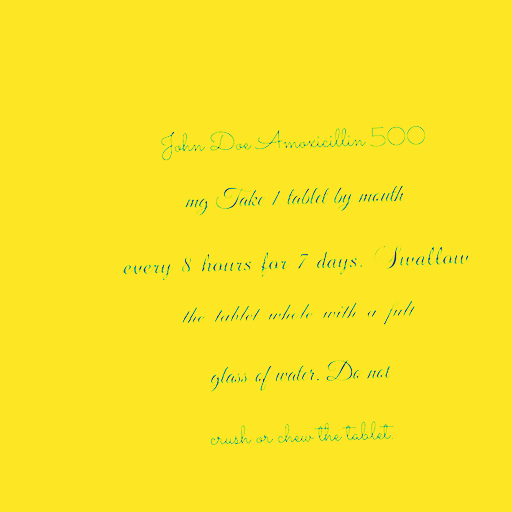 John Doe Amoxicillin 500
mg Take 1 tablet by mouth
every 8 hours for 7 days. Swallow
the tablet whole with a full
glass of water. Do not
crush or chew the tablet.